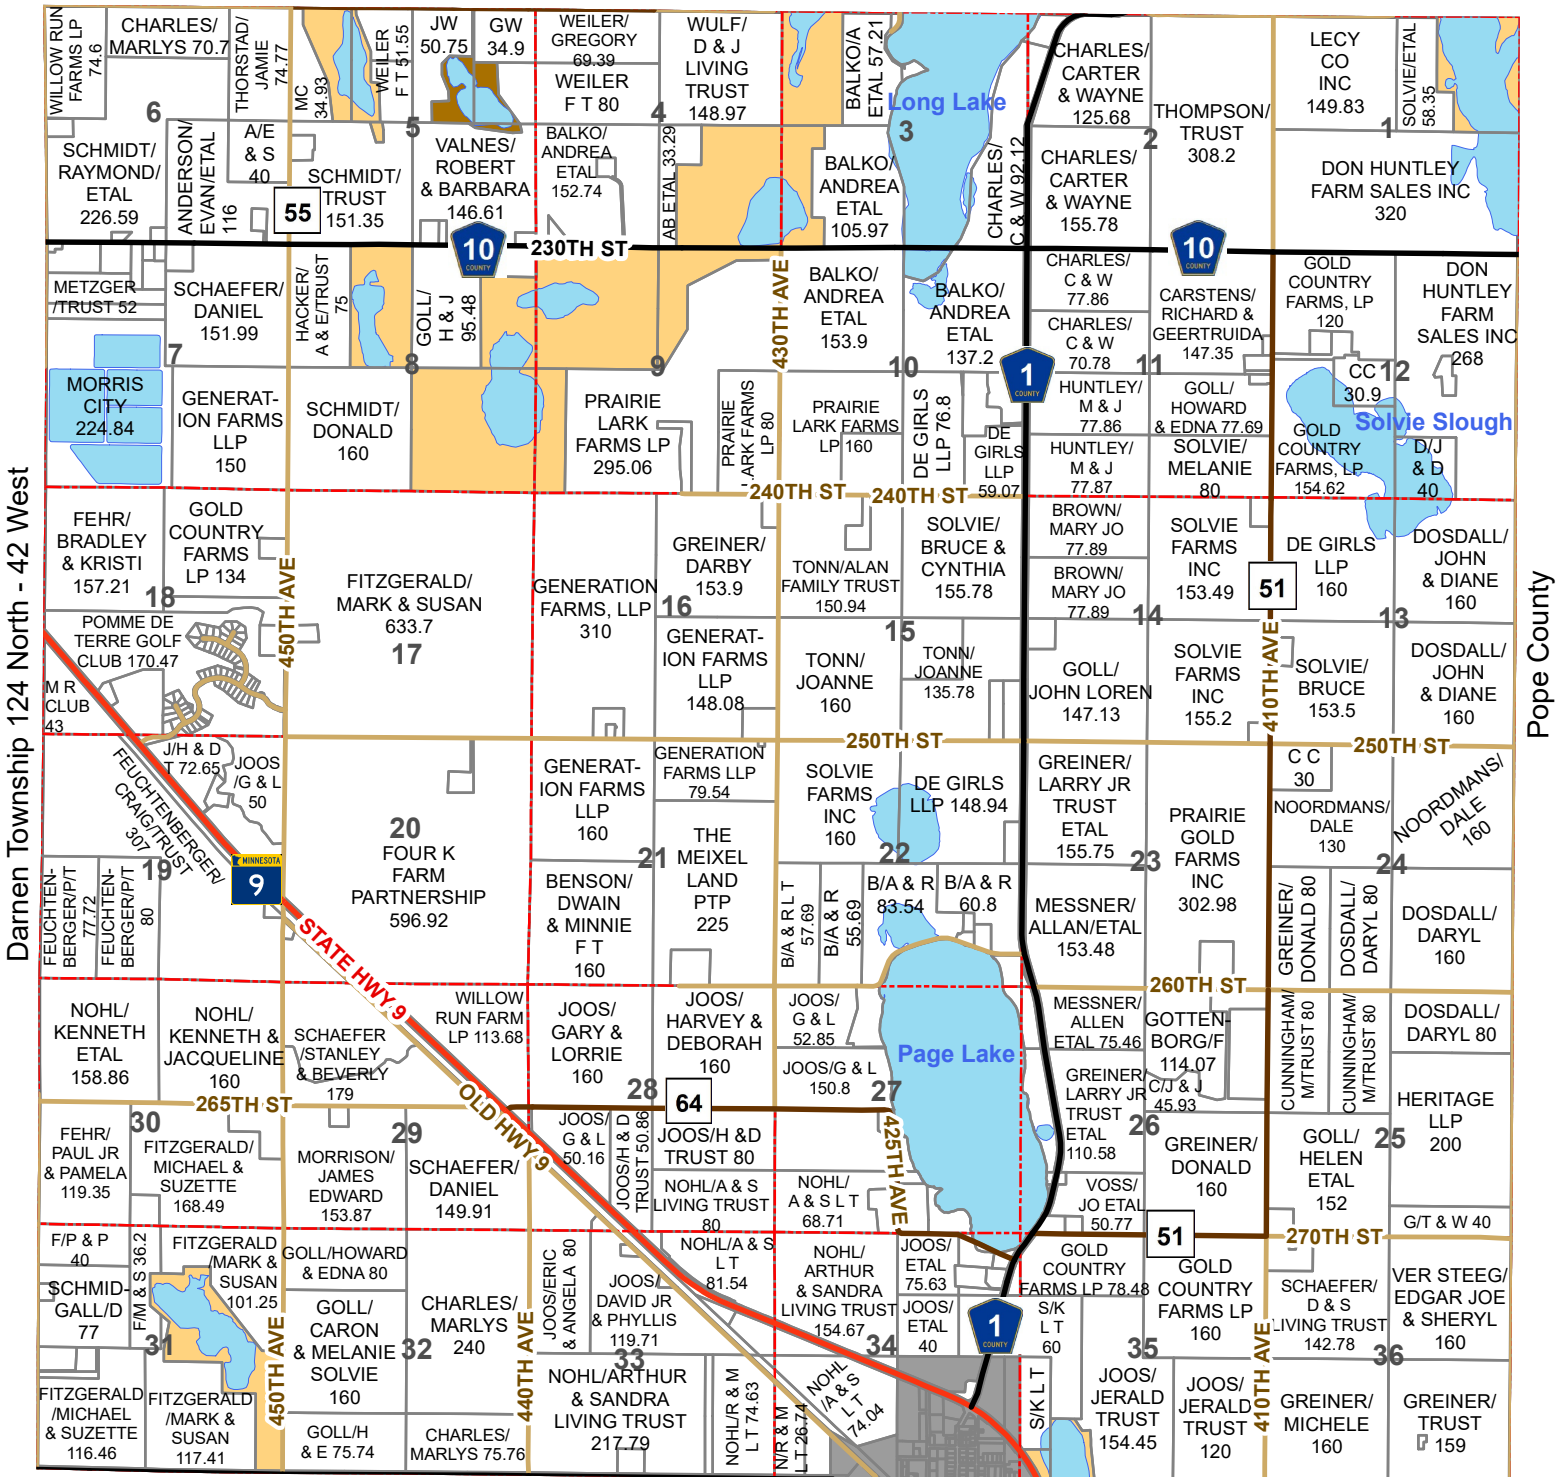 WILLOW RUN
FARMS LP
74.6
CHARLES/
MARLYS 70.7
THORSTAD/
JAMIE
74.77
MC
34.93
WEILER
F T 51.55
JW
50.75
GW
34.9
WEILER/
GREGORY
69.39
WEILER
F T 80
WULF/
D & J
LIVING
TRUST
148.97
BALKO/A
ETAL 57.21
Long Lake
CHARLES/
CARTER
& WAYNE
125.68
THOMPSON/
TRUST
308.2
LECY
CO
INC
149.83
SOLVIE/ETAL
58.35
6
5
4
3
2
1
SCHMIDT/
RAYMOND/
ETAL
226.59
ANDERSON/
EVAN/ETAL
116
A/E
& S
40
55
SCHMIDT/
TRUST
151.35
VALNES/
ROBERT
& BARBARA
146.61
BALKO/
ANDREA
ETAL
152.74
AB ETAL 33.29
BALKO/
ANDREA
ETAL
105.97
CHARLES/
C & W 92.12
CHARLES/
CARTER
& WAYNE
155.78
DON HUNTLEY
FARM SALES INC
320
10
COUNTY
230TH ST
10
COUNTY
METZGER
/TRUST 52
SCHAEFER/
DANIEL
151.99
HACKER/
A & E/TRUST
75
GOLL/
H & J
95.48
430TH AVE
BALKO/
ANDREA
ETAL
153.9
BALKO/
ANDREA
ETAL
137.2
CHARLES/
C & W
77.86
CHARLES/
C & W
70.78
CARSTENS/
RICHARD &
GEERTRUIDA
147.35
GOLD
COUNTRY
FARMS, LP
120
DON
HUNTLEY
FARM
SALES INC
268
7
8
9
10
11
12
1
COUNTY
MORRIS
CITY
224.84
GENERAT-
ION FARMS
LLP
150
SCHMIDT/
DONALD
160
PRAIRIE
LARK
FARMS LP
295.06
PRAIRIE
LARK FARMS
LP 80
PRAIRIE
LARK FARMS
LP 160
DE GIRLS
LLP 76.8
DE
GIRLS
LLP
59.07
HUNTLEY/
M & J
77.86
HUNTLEY/
M & J
77.87
GOLL/
HOWARD
& EDNA 77.69
SOLVIE/
MELANIE
80
CC
30.9
Solvie Slough
GOLD
COUNTRY
FARMS, LP
154.62
D/J
& D
40
240TH ST
240TH ST
Darnen Township 124 North - 42 West
Pope County
FEHR/
BRADLEY
& KRISTI
157.21
GOLD
COUNTRY
FARMS
LP 134
450TH AVE
FITZGERALD/
MARK & SUSAN
633.7
GENERATION
FARMS, LLP
310
GREINER/
DARBY
153.9
TONN/ALAN
FAMILY TRUST
150.94
SOLVIE/
BRUCE &
CYNTHIA
155.78
BROWN/
MARY JO
77.89
BROWN/
MARY JO
77.89
SOLVIE
FARMS
INC
153.49
51
DE GIRLS
LLP
160
DOSDALL/
JOHN
& DIANE
160
18
17
16
15
14
13
POMME DE
TERRE GOLF
CLUB 170.47
M R
CLUB
43
GENERAT-
ION FARMS
LLP
148.08
TONN/
JOANNE
160
TONN/
JOANNE
135.78
GOLL/
JOHN LOREN
147.13
SOLVIE
FARMS
INC
155.2
410TH AVE
SOLVIE/
BRUCE
153.5
DOSDALL/
JOHN
& DIANE
160
250TH ST
250TH ST
FEUCHTENBERGER/
CRAIG/TRUST
307
J/H & D
T 72.65
JOOS
/G & L
50
20
FOUR K
FARM
PARTNERSHIP
596.92
GENERAT-
ION FARMS
LLP
160
GENERATION
FARMS LLP
79.54
THE
MEIXEL
LAND
PTP
225
SOLVIE
FARMS
INC
160
DE GIRLS
LLP 148.94
GREINER/
LARRY JR
TRUST
ETAL
155.75
PRAIRIE
GOLD
FARMS
INC
302.98
C C
30
NOORDMANS/
DALE
130
NOORDMANS/
DALE
160
19
21
22
23
24
FEUCHTEN-
BERGER/P/T
77.72
FEUCHTEN-
BERGER/P/T
80
MINNESOTA
9
STATE HWY 9
BENSON/
DWAIN
& MINNIE
F T
160
B/A & R L T
57.69
B/A & R
55.69
B/A & R
83.54
B/A & R
60.8
MESSNER/
ALLAN/ETAL
153.48
GREINER/
DONALD 80
DOSDALL/
DARYL 80
DOSDALL/
DARYL
160
260TH ST
NOHL/
KENNETH
ETAL
158.86
NOHL/
KENNETH &
JACQUELINE
160
SCHAEFER
/STANLEY
& BEVERLY
179
WILLOW
RUN FARM
LP 113.68
JOOS/
GARY &
LORRIE
160
JOOS/
HARVEY &
DEBORAH
160
JOOS/
G & L
52.85
JOOS/G & L
150.8
Page Lake
MESSNER/
ALLEN
ETAL 75.46
GOTTEN-
BORG/F
114.07
CUNNINGHAM/
M/TRUST 80
CUNNINGHAM/
M/TRUST 80
DOSDALL/
DARYL 80
265TH ST
OLD HWY 9
28
64
27
GREINER/
LARRY JR
TRUST
ETAL
110.58
C/J & J
45.93
HERITAGE
LLP
200
30
29
26
25
FEHR/
PAUL JR
& PAMELA
119.35
FITZGERALD/
MICHAEL &
SUZETTE
168.49
MORRISON/
JAMES
EDWARD
153.87
SCHAEFER/
DANIEL
149.91
JOOS/
G & L
50.16
JOOS/H & D
TRUST 50.86
JOOS/H &D
TRUST 80
NOHL/A & S
LIVING TRUST
80
NOHL/
A & S L T
68.71
425TH AVE
VOSS/
JO ETAL
50.77
GREINER/
DONALD
160
GOLL/
HELEN
ETAL
152
G/T & W 40
51
270TH ST
F/P & P
40
SCHMID-
GALL/D
77
F/M & S 36.2
FITZGERALD
/MARK &
SUSAN
101.25
GOLL/HOWARD
& EDNA 80
GOLL/
CARON
& MELANIE
SOLVIE
160
CHARLES/
MARLYS
240
JOOS/ERIC
& ANGELA 80
JOOS/
DAVID JR
& PHYLLIS
119.71
NOHL/A & S
L T
81.54
NOHL/
ARTHUR
& SANDRA
LIVING TRUST
154.67
JOOS/
ETAL
75.63
JOOS/
ETAL
40
1
COUNTY
GOLD
COUNTRY
FARMS LP 78.48
S/K
L T
60
GOLD
COUNTRY
FARMS LP
160
SCHAEFER/
D & S
LIVING TRUST
142.78
VER STEEG/
EDGAR JOE
& SHERYL
160
31
32
33
34
35
36
450TH AVE
440TH AVE
410TH AVE
FITZGERALD
/MICHAEL
& SUZETTE
116.46
FITZGERALD
/MARK &
SUSAN
117.41
GOLL/H
& E 75.74
CHARLES/
MARLYS 75.76
NOHL/ARTHUR
& SANDRA
LIVING TRUST
217.79
NOHL/R & M
L T 74.63
N/R & M
L T 26.74
NOHL
/A & S
L T
74.04
S/K L T
JOOS/
JERALD
TRUST
154.45
JOOS/
JERALD
TRUST
120
GREINER/
MICHELE
160
GREINER/
TRUST
159